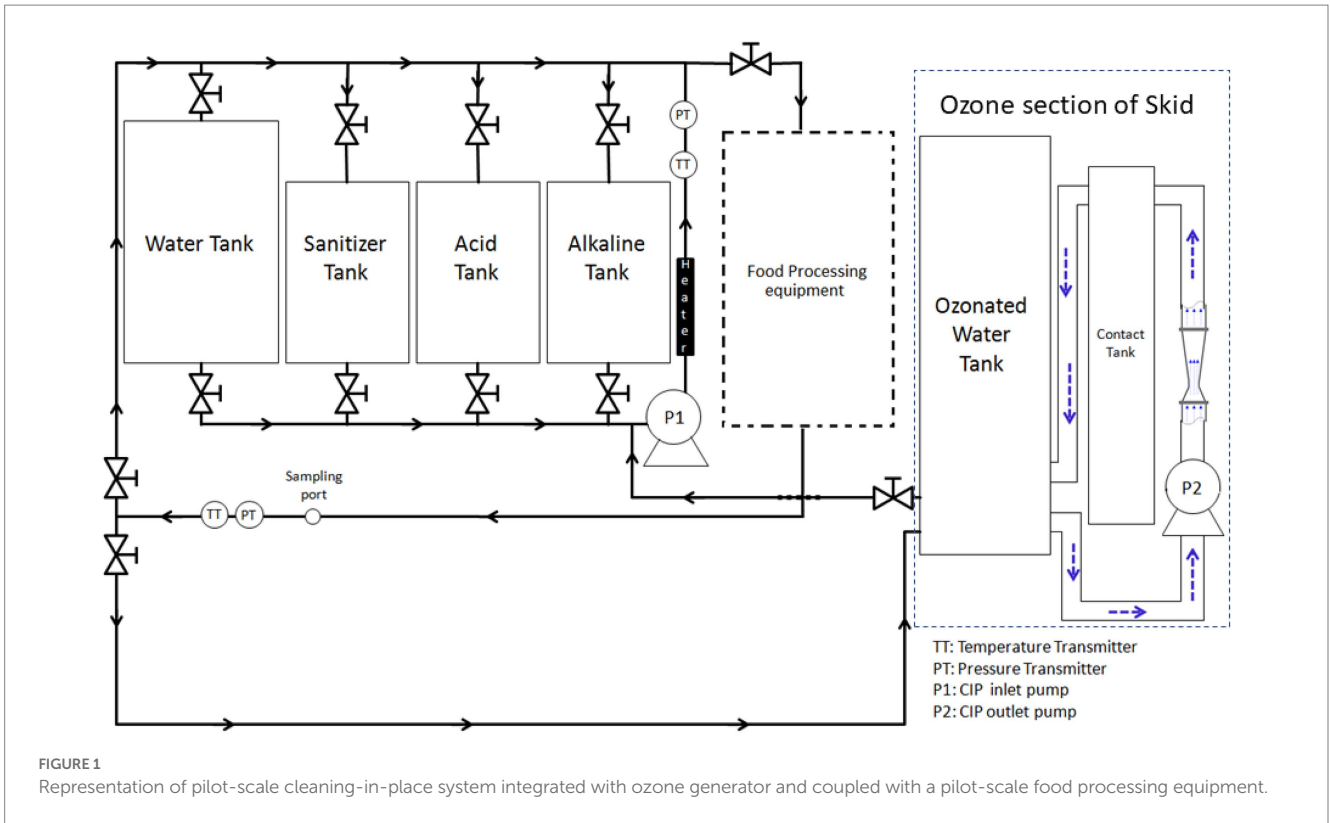 Ozone section of Skid
PT
TT
Water Tank
Sanitizer
Tank
Acid
Tank
Alkaline
Tank
Heater
Food Processing
equipment
Ozonated
Water
Tank
Contact
Tank
P1
P2
Sampling
port
TT
PT
TT: Temperature Transmitter
PT: Pressure Transmitter
P1: CIP inlet pump
P2: CIP outlet pump
FIGURE 1
Representation of pilot-scale cleaning-in-place system integrated with ozone generator and coupled with a pilot-scale food processing equipment.